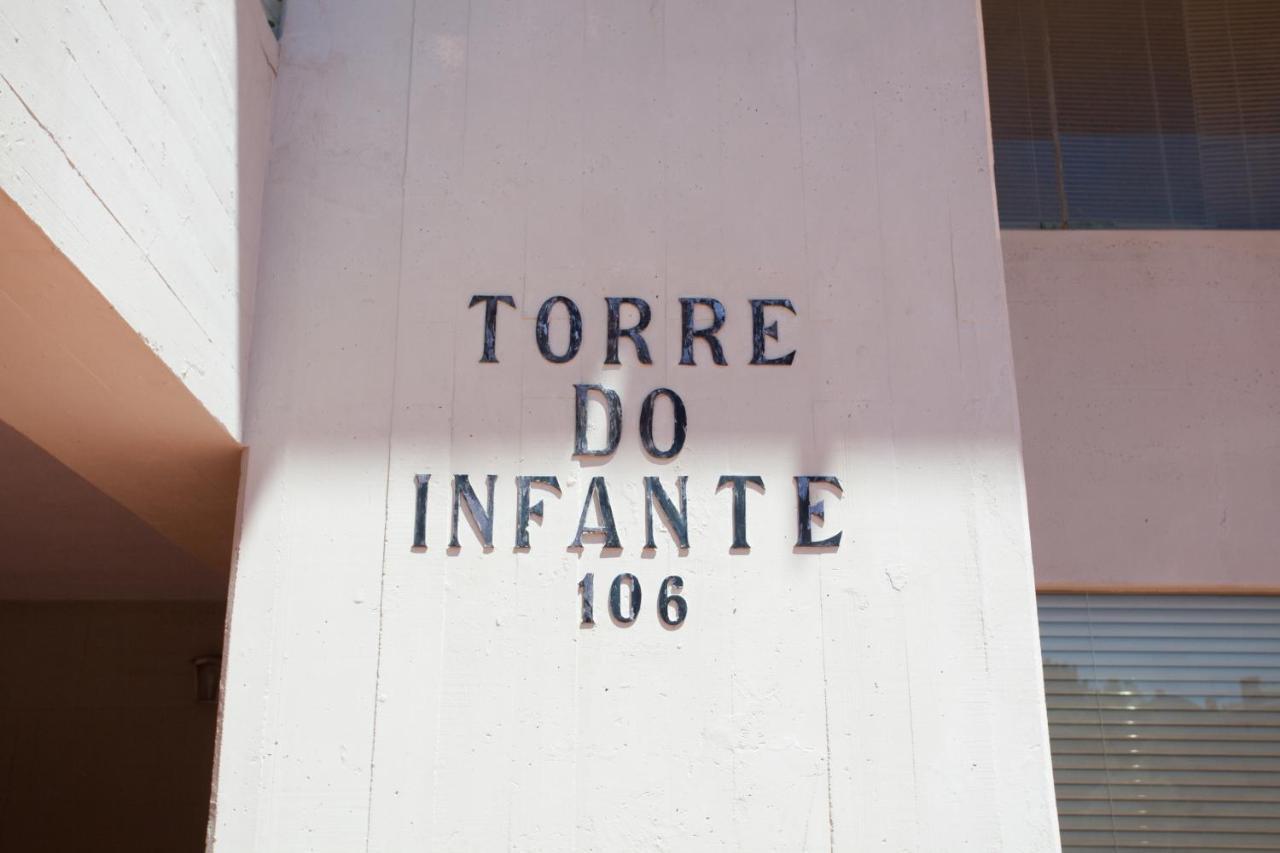 TORRE
DO
INFANTE
106